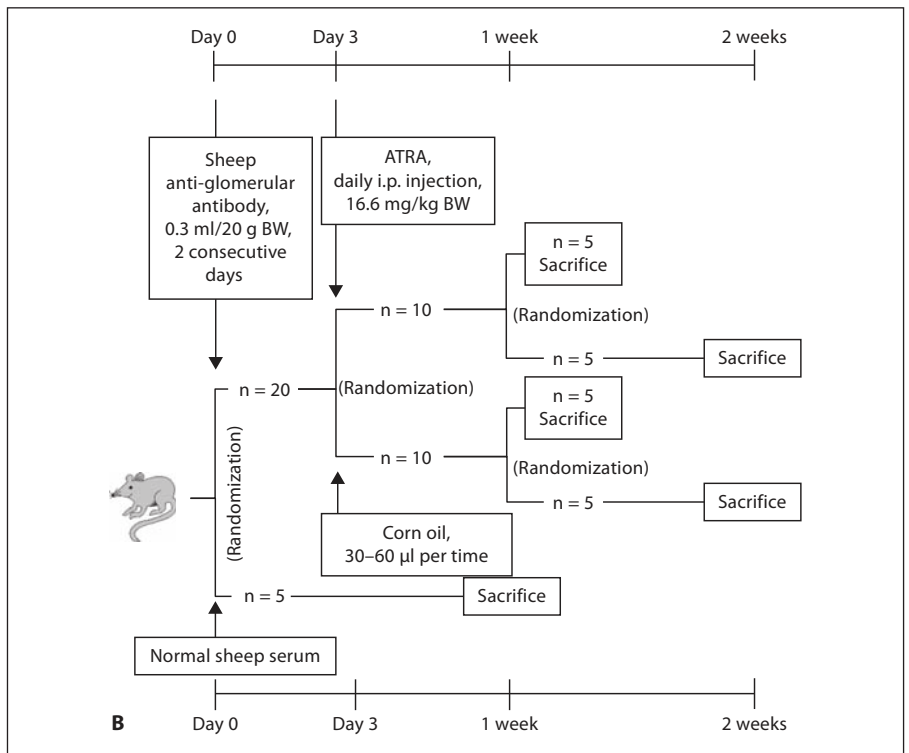 Day 0 Day 3 1 week 2 weeks
Sheep
anti-glomerular
antibody,
0.3 ml/20 g BW,
2 consecutive
days
ATRA,
daily i.p. injection,
16.6 mg/kg BW
n = 5
Sacrifice
n = 10
(Randomization)
n = 5
Sacrifice
n = 20
(Randomization)
n = 5
Sacrifice
n = 10
(Randomization)
n = 5
Sacrifice
(Randomization)
Corn oil,
30–60 µl per time
n = 5
Sacrifice
Normal sheep serum
B
Day 0 Day 3 1 week 2 weeks